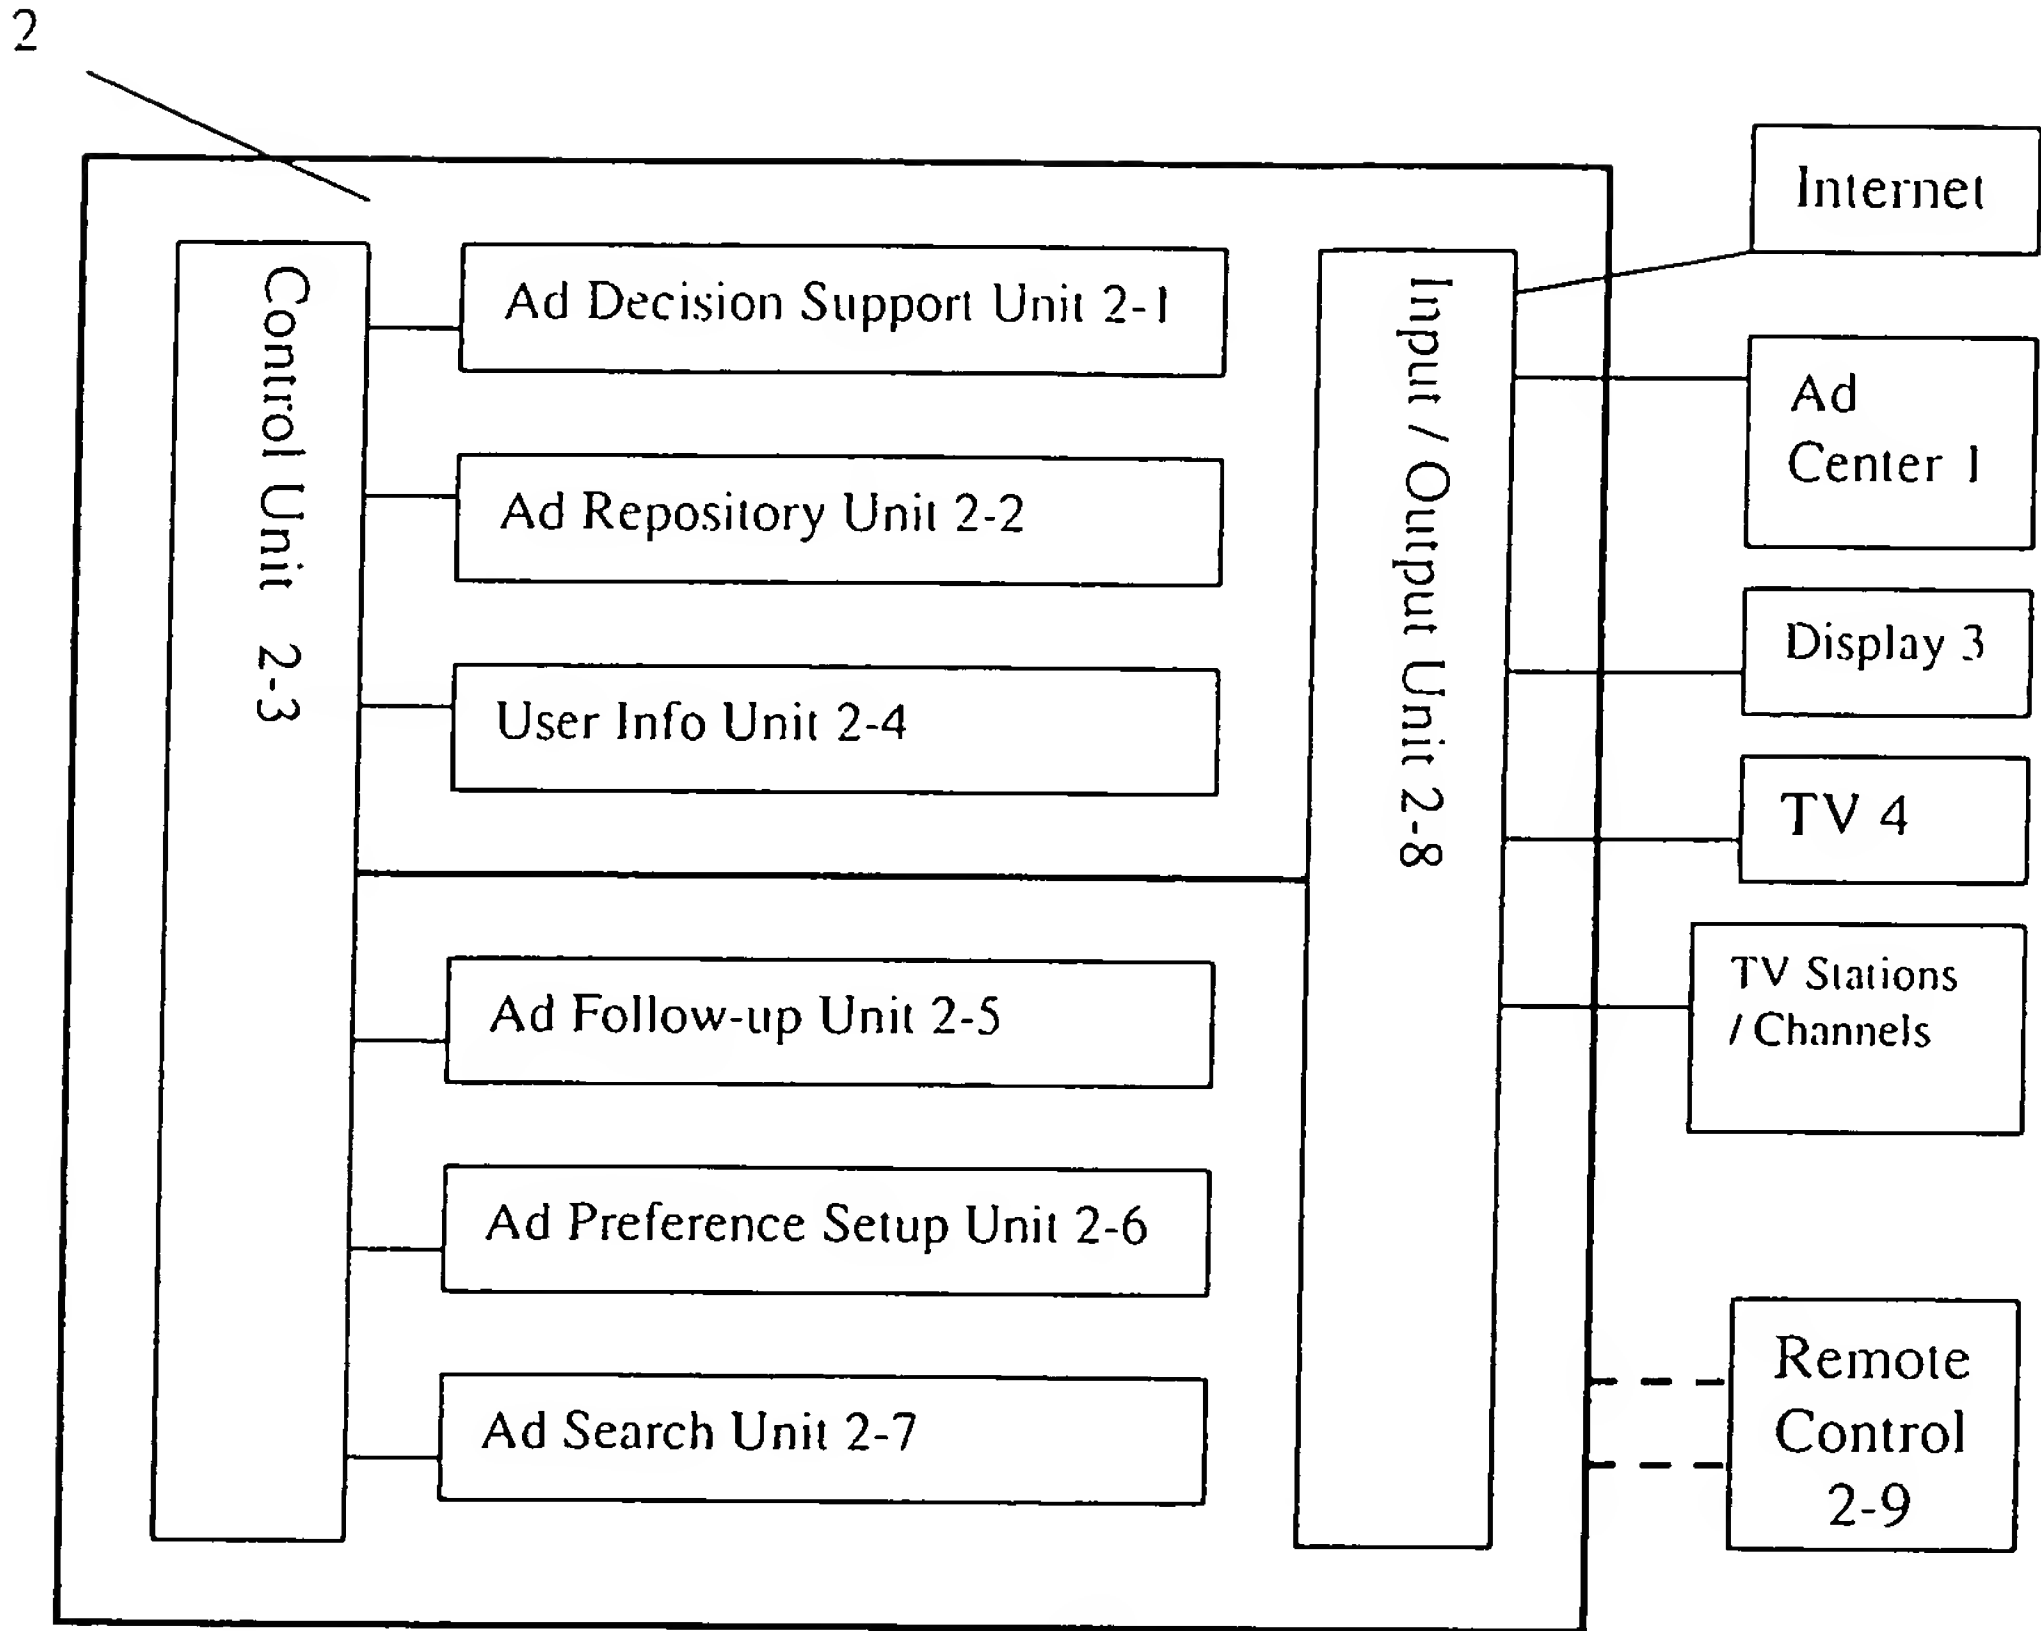 2
Control Unit 2-3
Ad Decision Support Unit 2-1
Ad Repository Unit 2-2
User Info Unit 2-4
Ad Follow-up Unit 2-5
Ad Preference Setup Unit 2-6
Ad Search Unit 2-7
Input / Output Unit 2-8
Internet
Ad
Center 1
Display 3
TV 4
TV Stations
/ Channels
Remote
Control
2-9